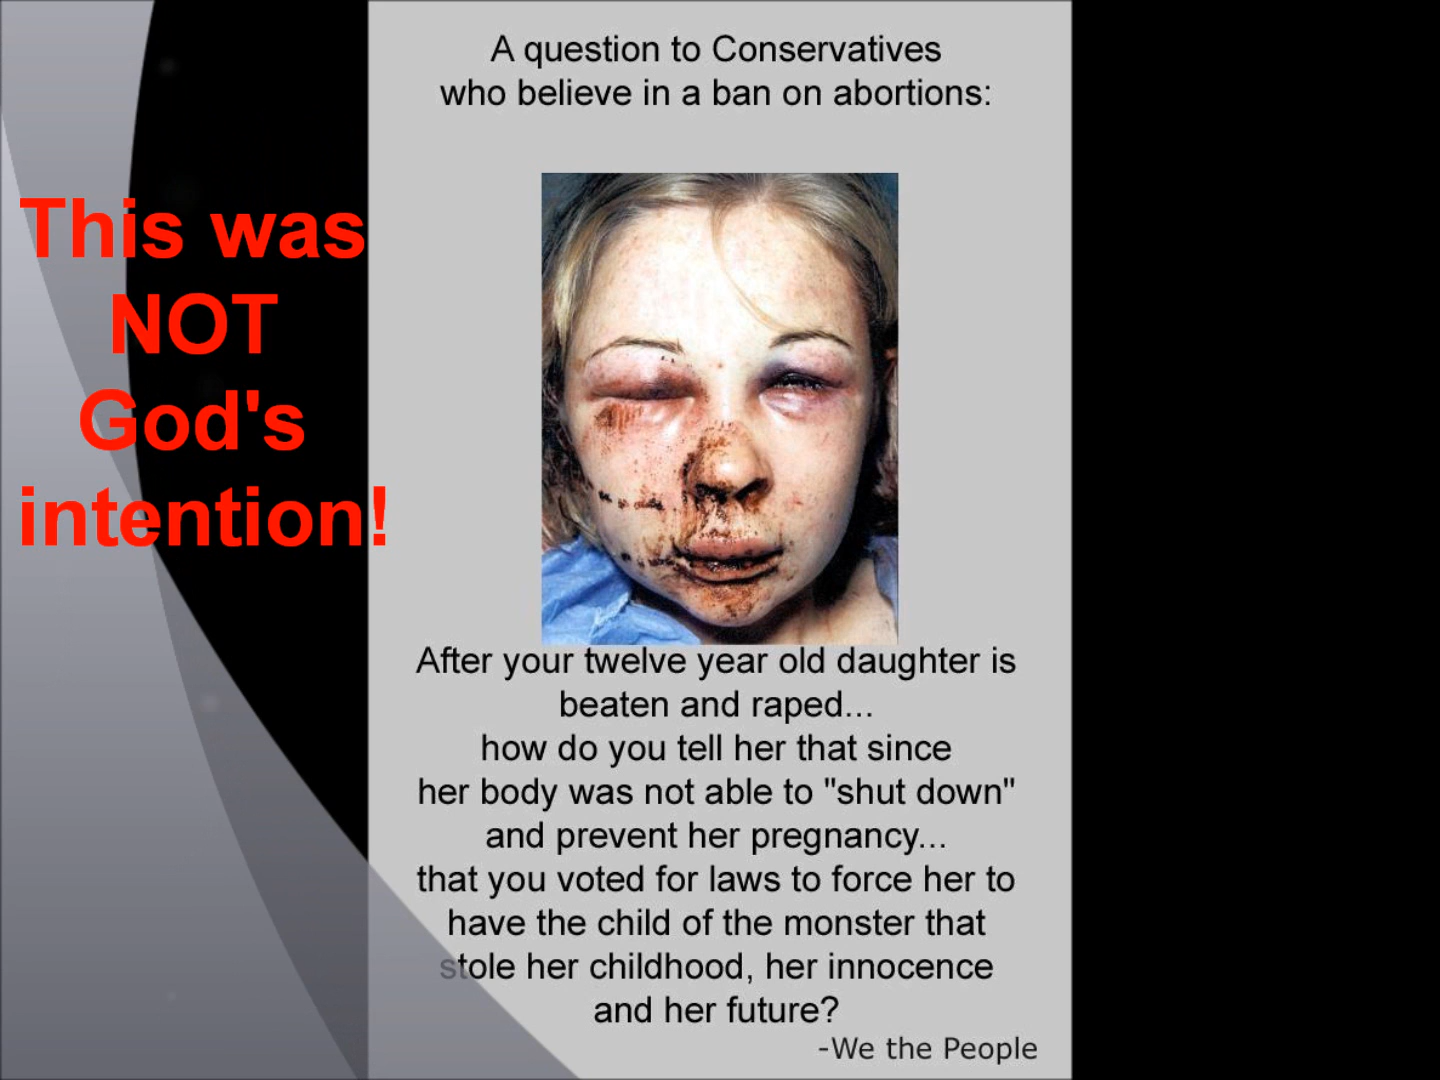 A question to Conservatives
who believe in a ban on abortions:
This was
NOT
God's
intention!
After your twelve year old daughter is
beaten and raped...
how do you tell her that since
her body was not able to "shut down"
and prevent her pregnancy...
that you voted for laws to force her to
have the child of the monster that
stole her childhood, her innocence
and her future?
-We the People